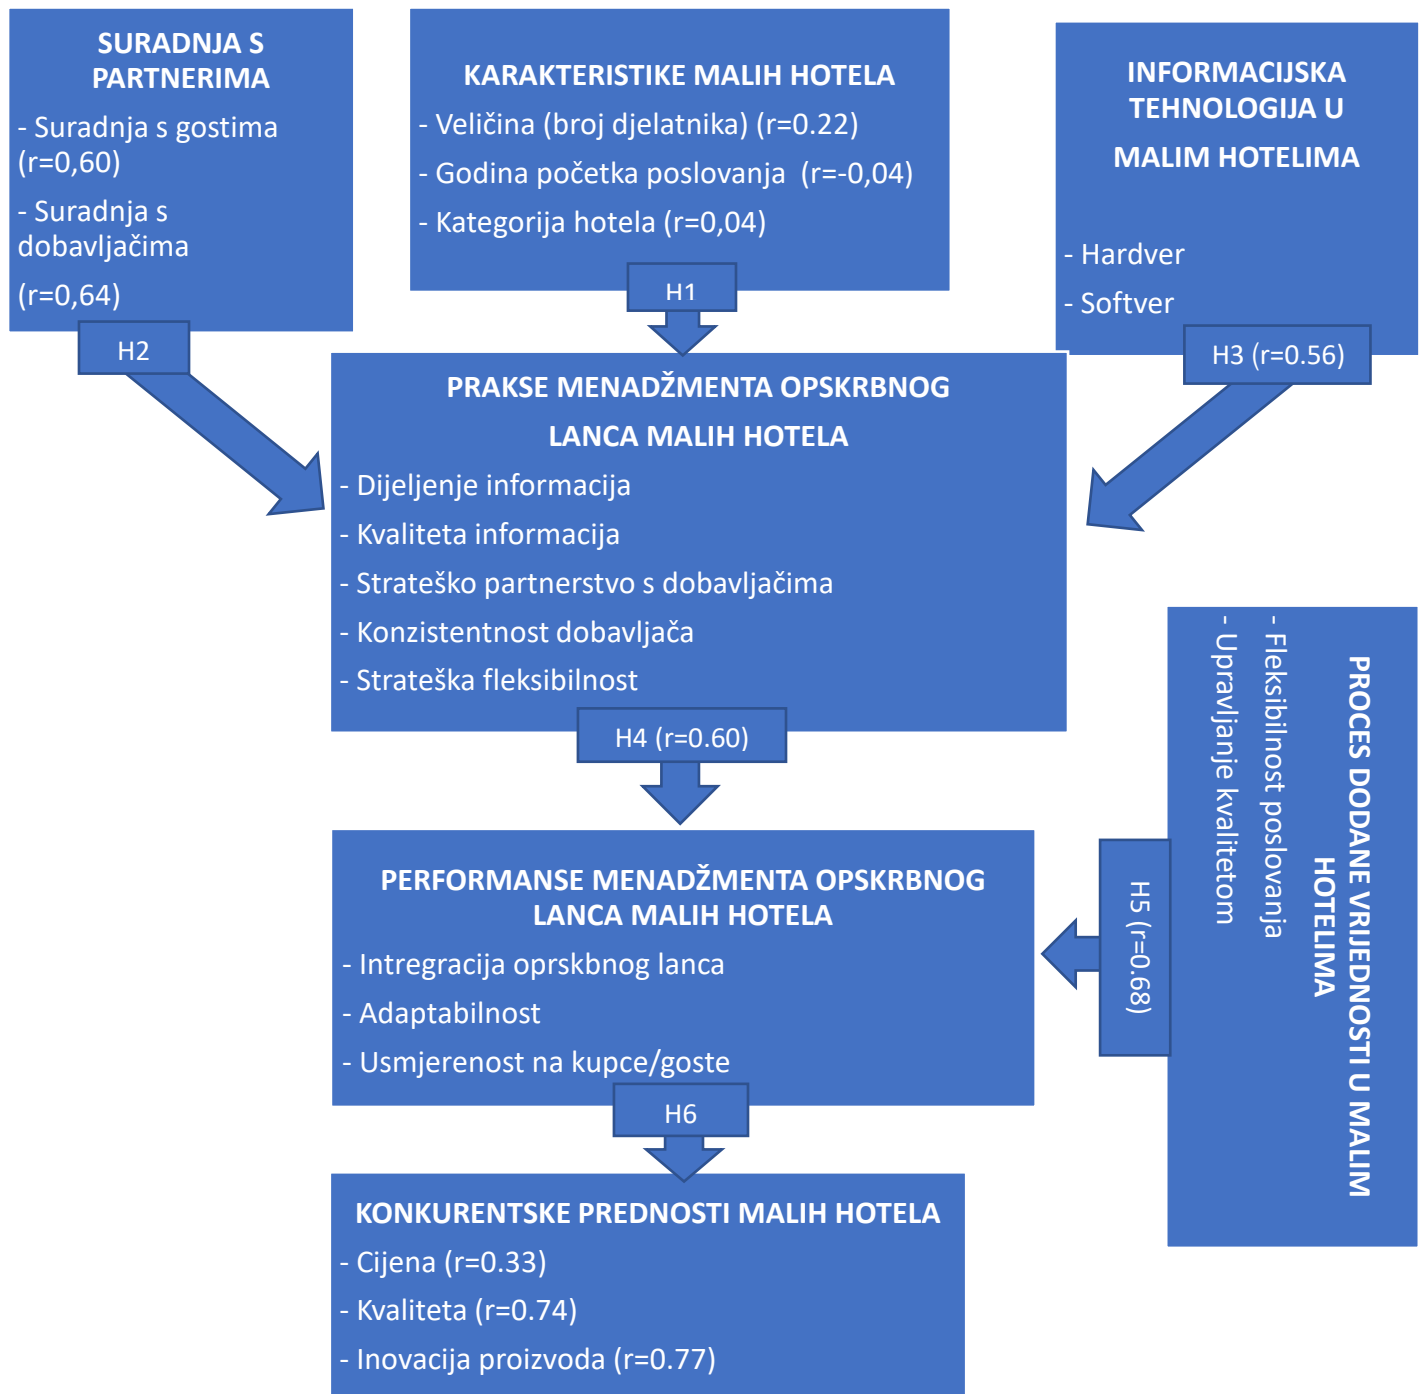 SURADNJA S
PARTNERIMA
- Suradnja s gostima
(r=0,60)
- Suradnja s
dobavljačima
(r=0,64)
H2
KARAKTERISTIKE MALIH HOTELA
- Veličina (broj djelatnika) (r=0.22)
- Godina početka poslovanja (r=-0,04)
- Kategorija hotela (r=0,04)
H1
INFORMACIJSKA
TEHNOLOGIJA U
MALIM HOTELIMA
- Hardver
- Softver
H3 (r=0.56)
PRAKSE MENADŽMENTA OPSKRBNOG
LANCA MALIH HOTELA
- Dijeljenje informacija
- Kvaliteta informacija
- Strateško partnerstvo s dobavljačima
- Konzistentnost dobavljača
- Strateška fleksibilnost
H4 (r=0.60)
PROCES DODANE VRIJEDNOSTI U MALIM
HOTELIMA
- Fleksibilnost poslovanja
- Upravljanje kvalitetom
H5 (r=0.68)
PERFORMANSE MENADŽMENTA OPSKRBNOG
LANCA MALIH HOTELA
- Intregracija oprskbnog lanca
- Adaptabilnost
- Usmjerenost na kupce/goste
H6
KONKURENTSKE PREDNOSTI MALIH HOTELA
- Cijena (r=0.33)
- Kvaliteta (r=0.74)
- Inovacija proizvoda (r=0.77)